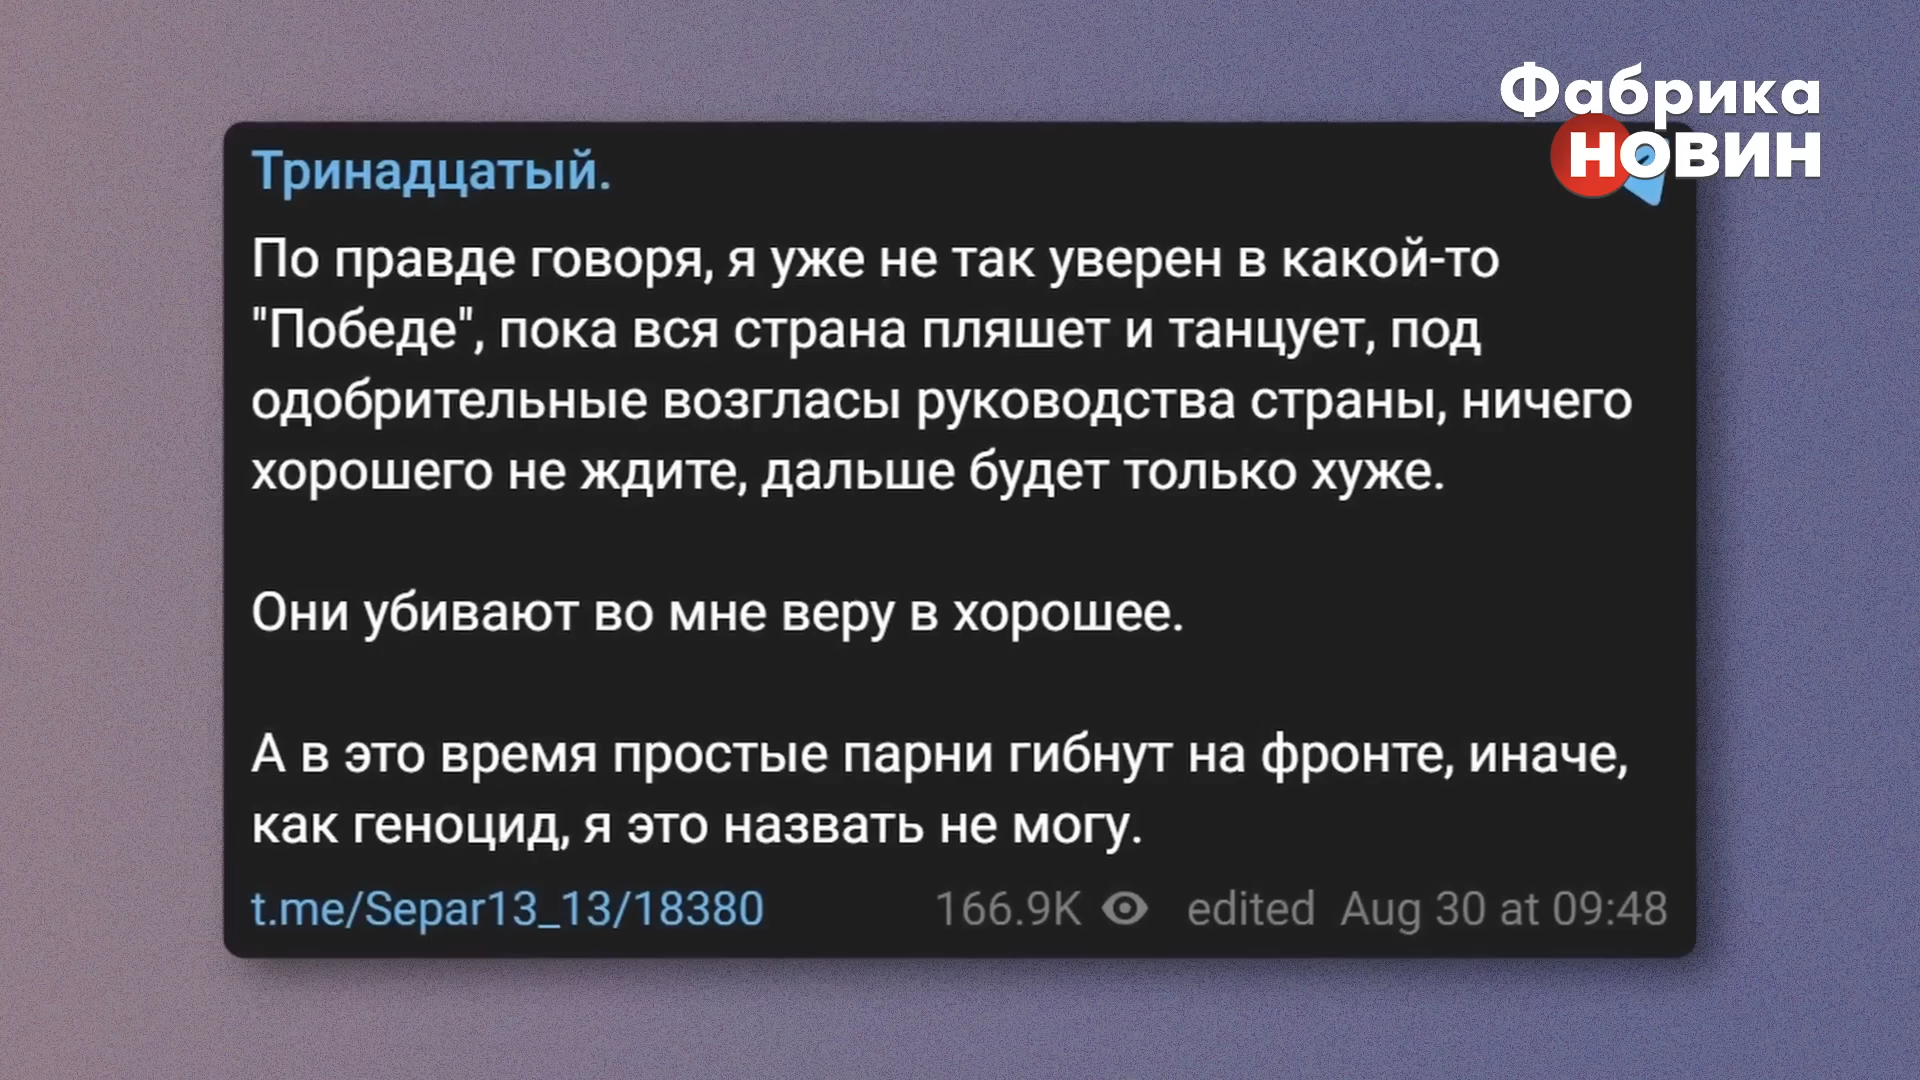 Фабрика
НОВИН
Тринадцатый.
По правде говоря, я уже не так уверен в какой-то
"Победе", пока вся страна пляшет и танцует, под
одобрительные возгласы руководства страны, ничего
хорошего не ждите, дальше будет только хуже.
Они убивают во мне веру в хорошее.
А в это время простые парни гибнут на фронте, иначе,
как геноцид, я это назвать не могу.
t.me/Separ13_13/18380 166.9K edited Aug 30 at 09:48